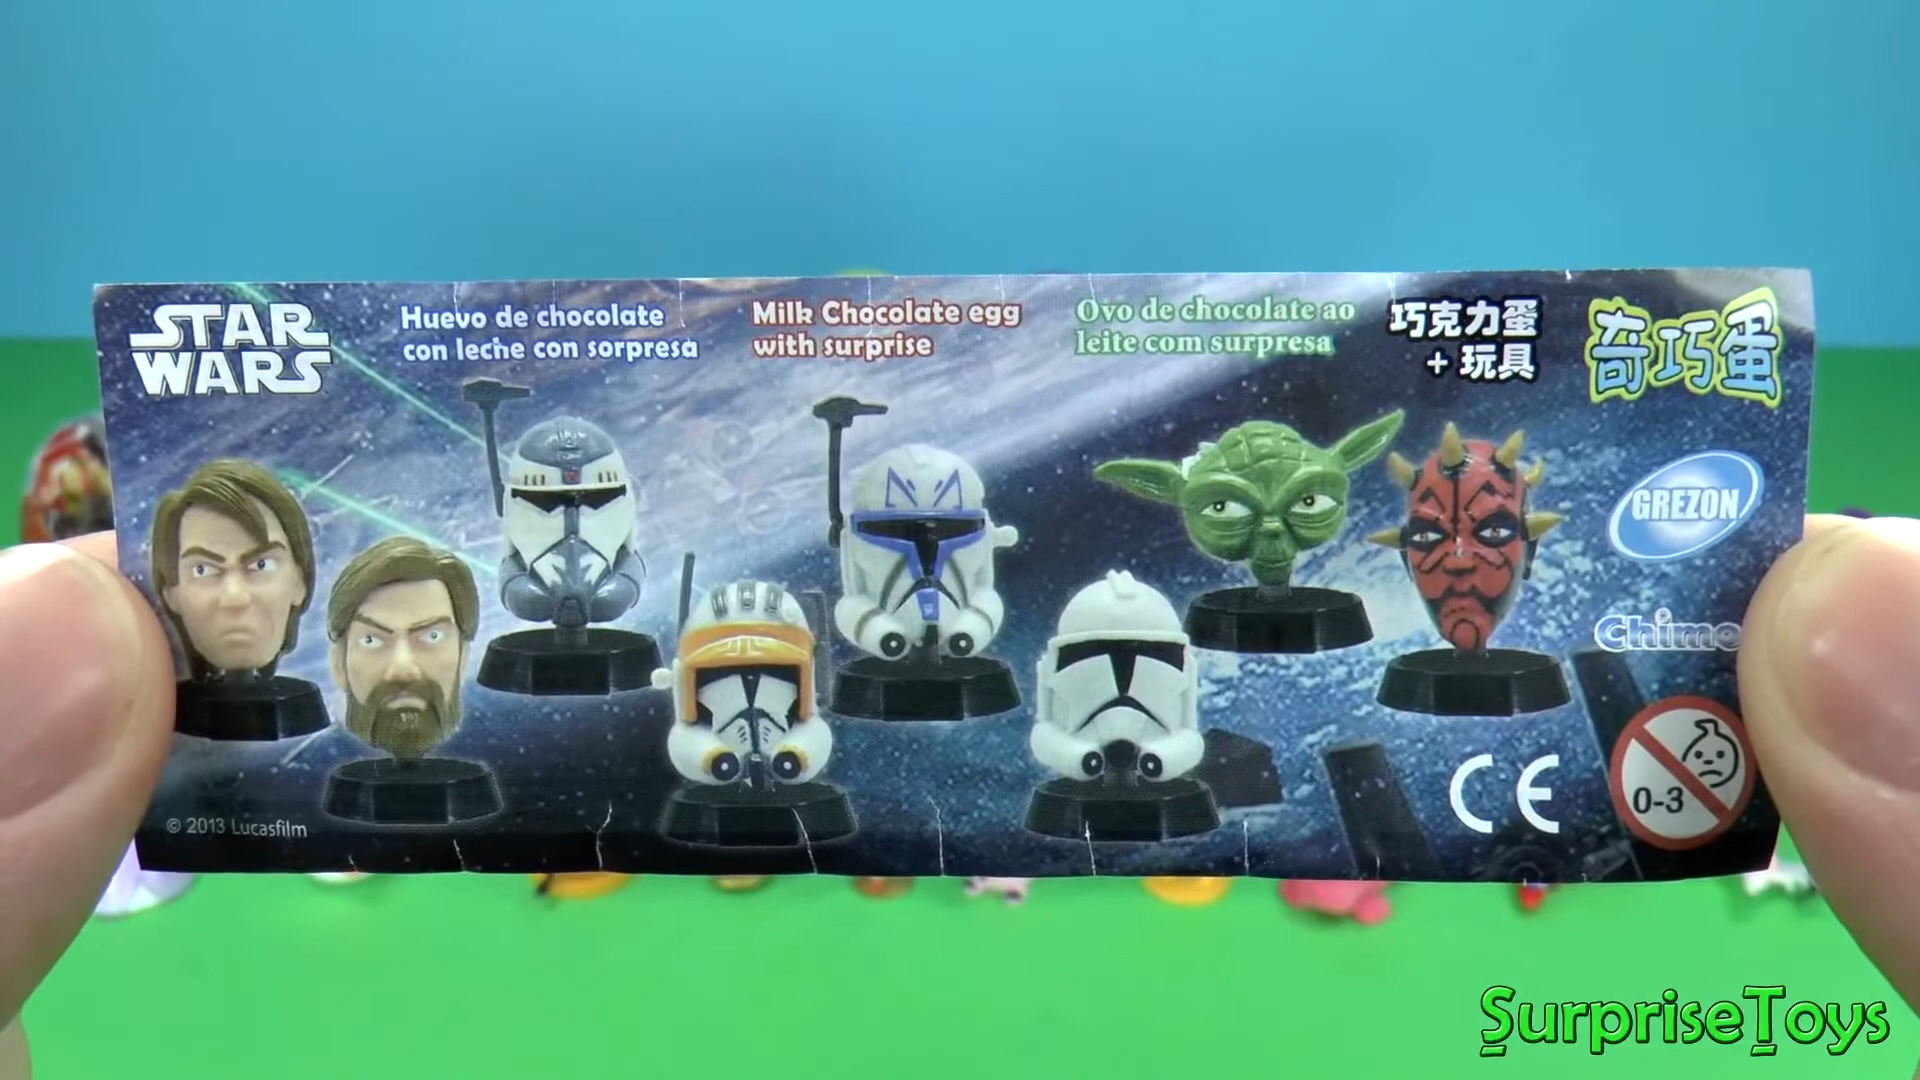 STAR
WARS
Huevo de chocolate
con leche con sorpresa
Milk Chocolate egg
with surprise
Ovo de chocolate ao
leite com surpresa
巧克力蛋
+ 玩具
奇巧蛋
GREZON
Chimo
CE
0-3
© 2013 Lucasfilm
SurpriseToys